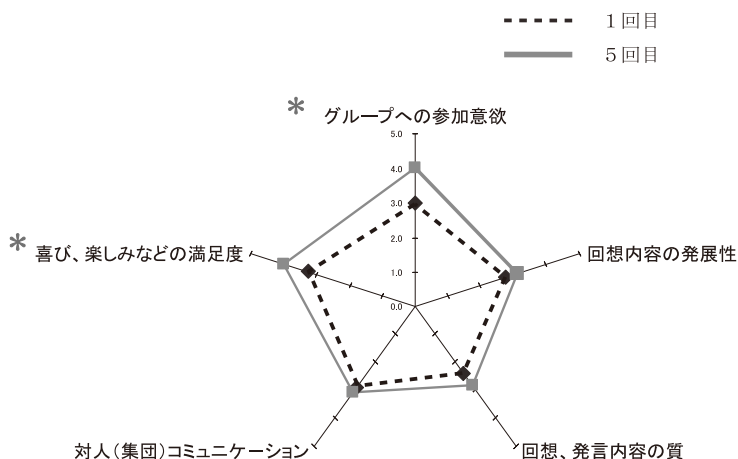 1回目
5回目
* グループへの参加意欲
5.0
4.0
3.0
2.0
1.0
0.0
* 喜び、楽しみなどの満足度
回想内容の発展性
対人（集団）コミュニケーション
回想、発言内容の質